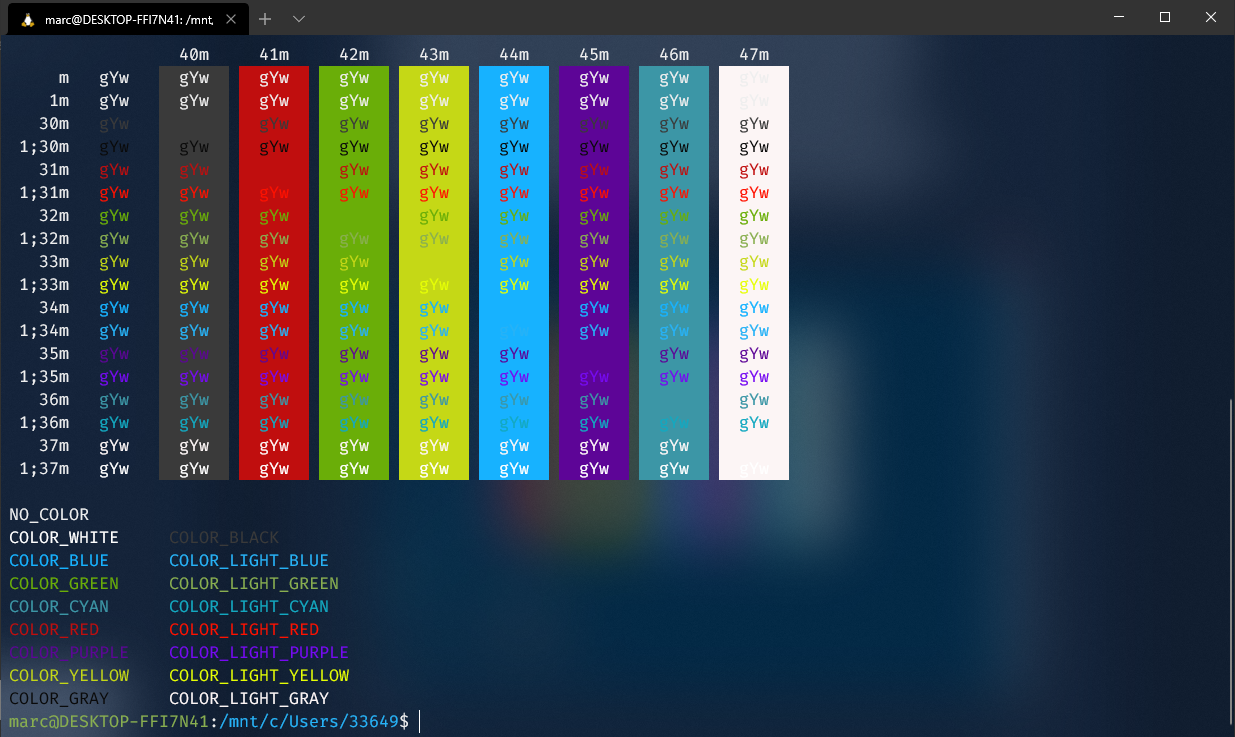 marc@DESKTOP-FFI7N41: /mnt,
40m 41m 42m 43m 44m 45m 46m 47m
m gYw gYw gYw gYw gYw gYw gYw gYw gYw
1m gYw gYw gYw gYw gYw gYw gYw gYw gYw
30m gYw gYw gYw gYw gYw gYw gYw gYw
1;30m gYw gYw gYw gYw gYw gYw gYw gYw gYw
31m gYw gYw gYw gYw gYw gYw gYw gYw
1;31m gYw gYw gYw gYw gYw gYw gYw gYw gYw
32m gYw gYw gYw gYw gYw gYw gYw gYw
1;32m gYw gYw gYw gYw gYw gYw gYw gYw gYw
33m gYw gYw gYw gYw gYw gYw gYw gYw
1;33m gYw gYw gYw gYw gYw gYw gYw gYw gYw
34m gYw gYw gYw gYw gYw gYw gYw gYw
1;34m gYw gYw gYw gYw gYw gYw gYw gYw gYw
35m gYw gYw gYw gYw gYw gYw gYw gYw
1;35m gYw gYw gYw gYw gYw gYw gYw gYw gYw
36m gYw gYw gYw gYw gYw gYw gYw gYw
1;36m gYw gYw gYw gYw gYw gYw gYw gYw gYw
37m gYw gYw gYw gYw gYw gYw gYw gYw
1;37m gYw gYw gYw gYw gYw gYw gYw gYw gYw
NO_COLOR
COLOR_WHITE COLOR_BLACK
COLOR_BLUE COLOR_LIGHT_BLUE
COLOR_GREEN COLOR_LIGHT_GREEN
COLOR_CYAN COLOR_LIGHT_CYAN
COLOR_RED COLOR_LIGHT_RED
COLOR_PURPLE COLOR_LIGHT_PURPLE
COLOR_YELLOW COLOR_LIGHT_YELLOW
COLOR_GRAY COLOR_LIGHT_GRAY
marc@DESKTOP-FFI7N41:/mnt/c/Users/33649$